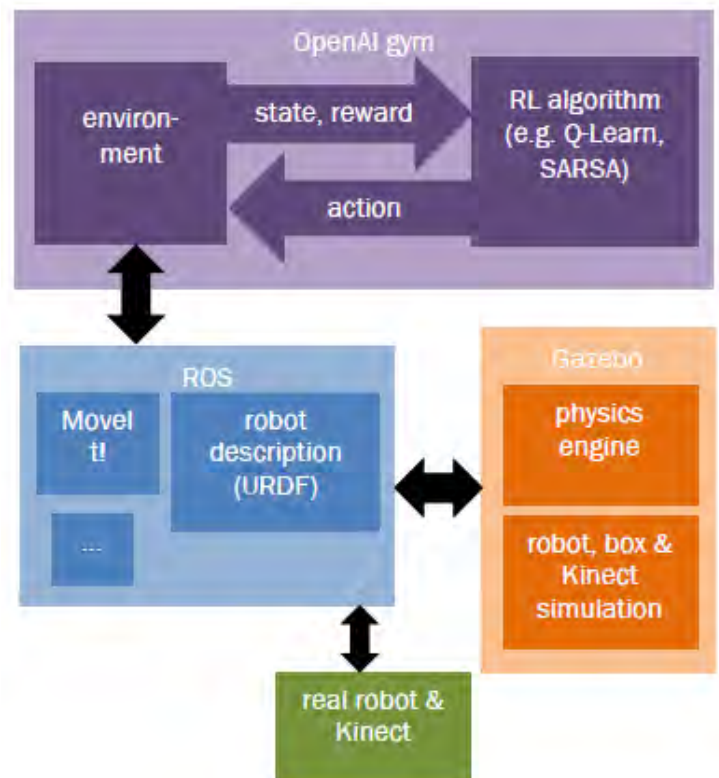 OpenAI gym
environ-
ment
state, reward
action
RL algorithm
(e.g. Q-Learn,
SARSA)
ROS
MoveI
t!
robot
description
(URDF)
...
Gazebo
physics
engine
robot, box &
Kinect
simulation
real robot &
Kinect